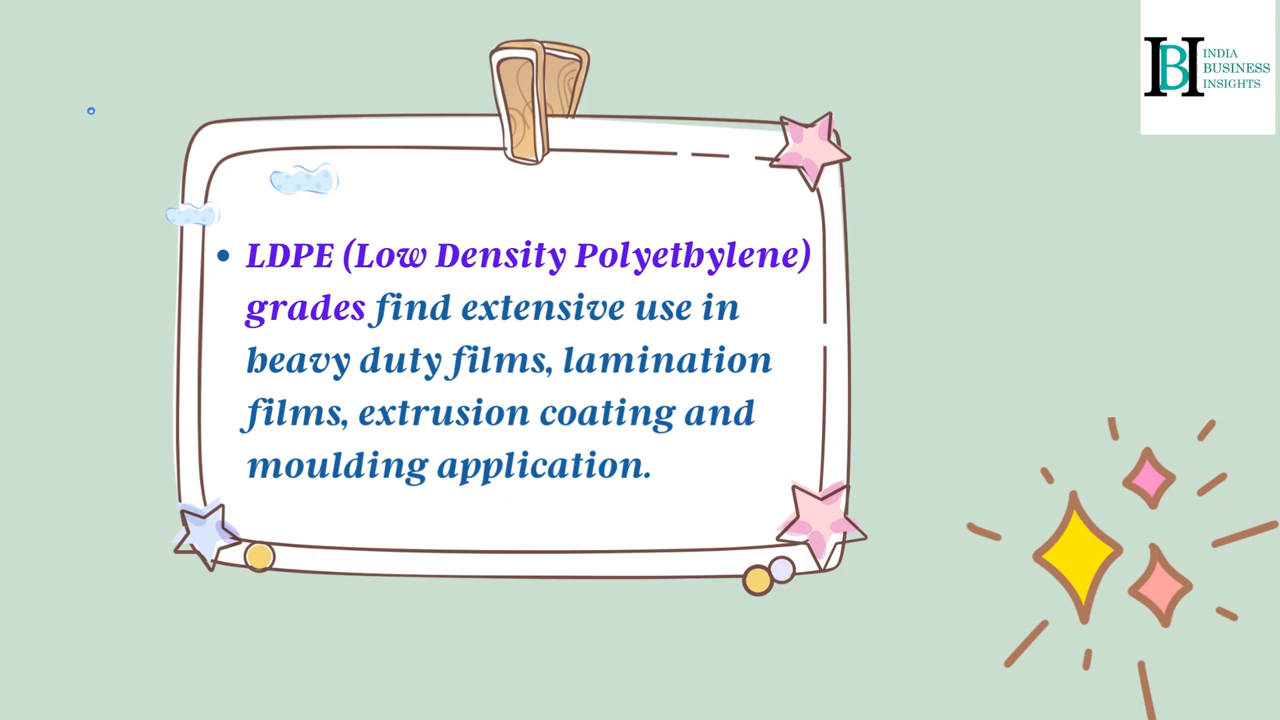 INDIA
BUSINESS
INSIGHTS
IBI
• LDPE (Low Density Polyethylene)
grades find extensive use in
heavy duty films, lamination
films, extrusion coating and
moulding application.